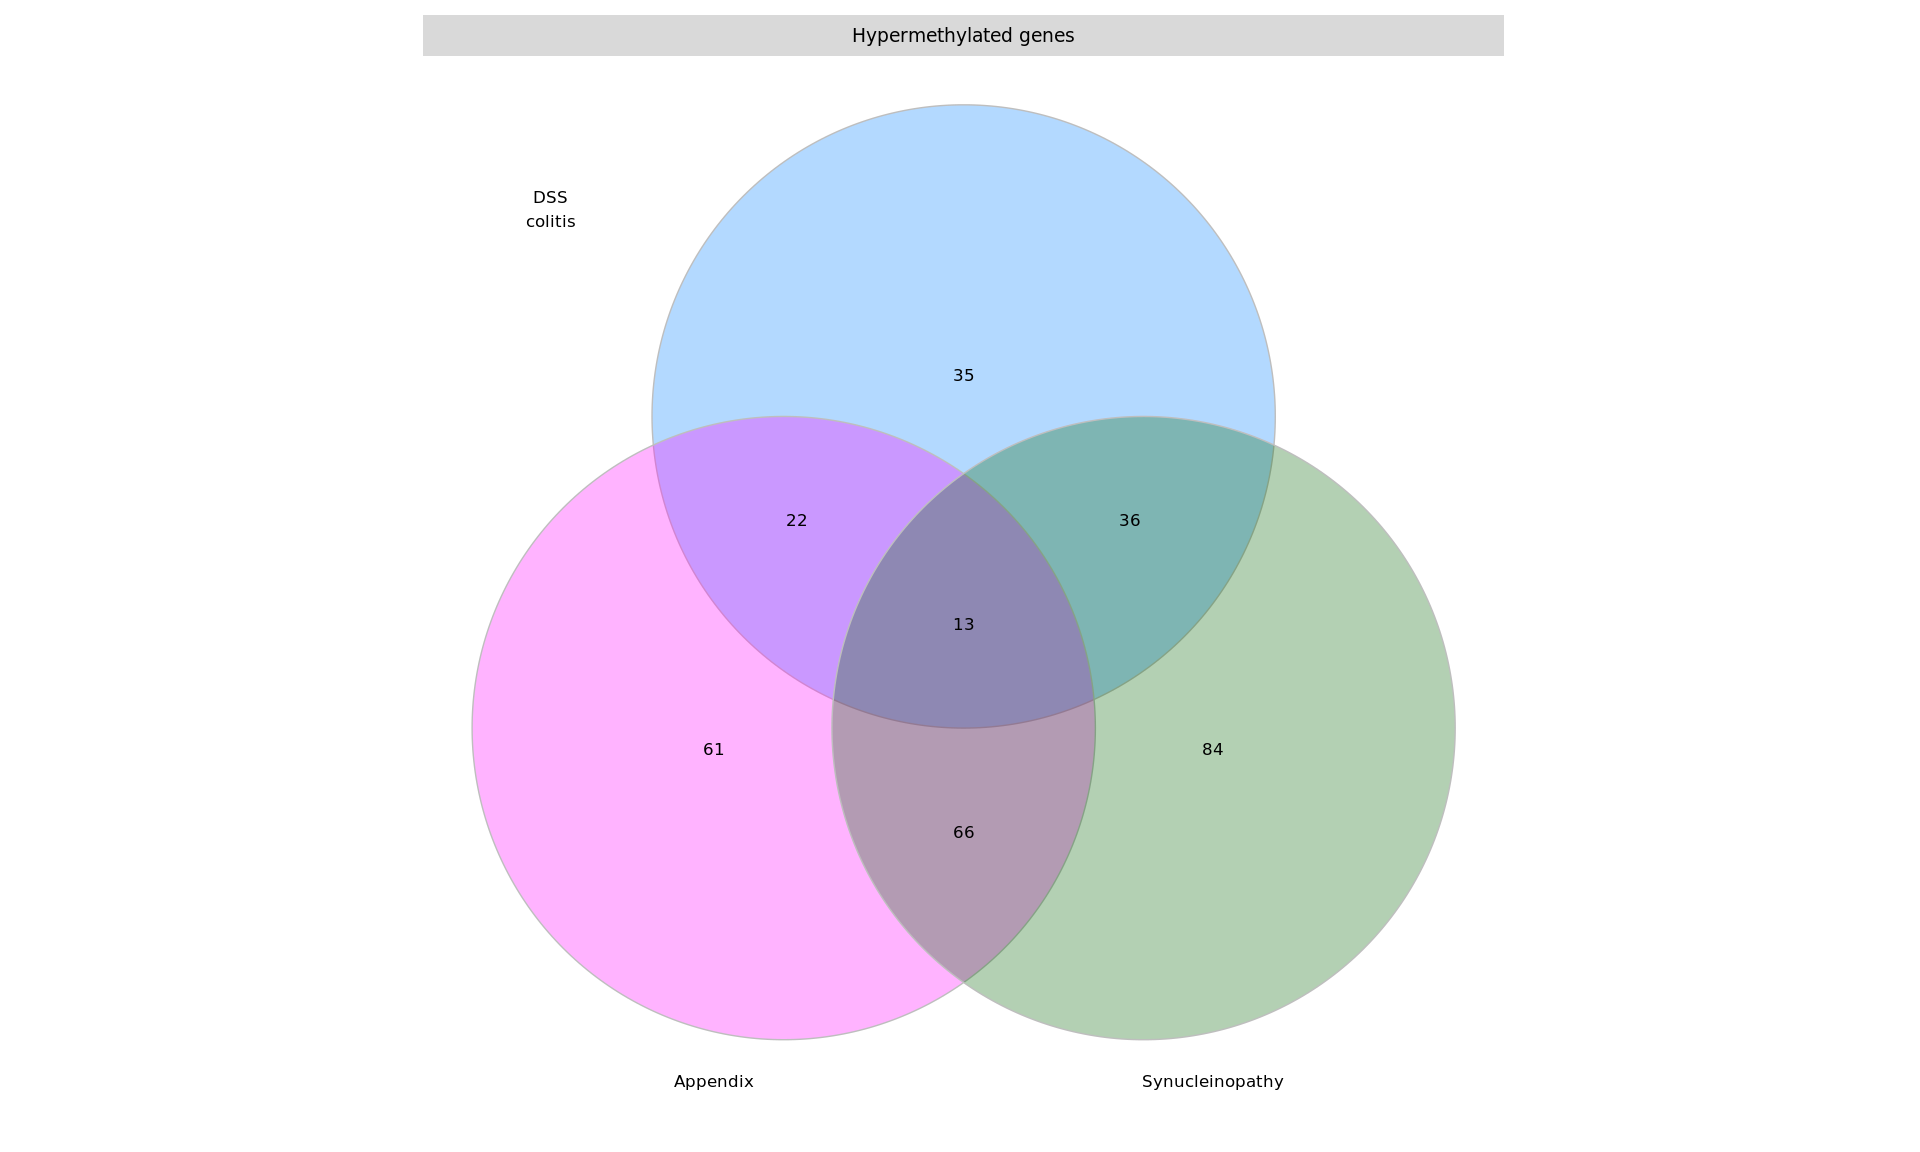 Hypermethylated genes
DSS
colitis
35
22
36
13
61
84
66
Appendix
Synucleinopathy